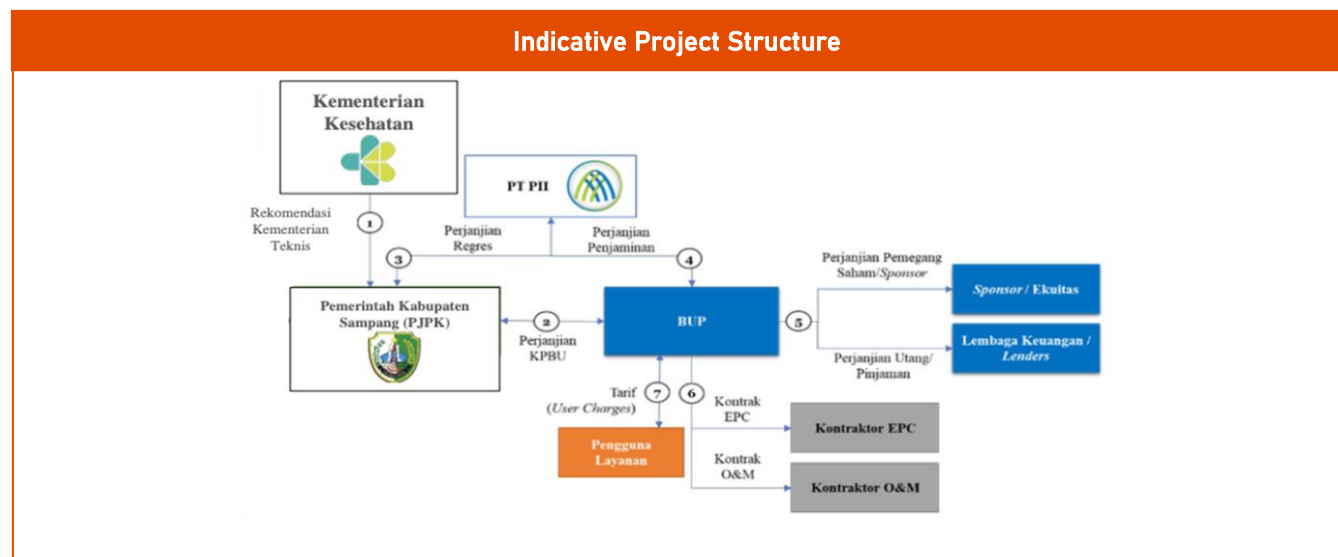 Indicative Project Structure
Kementerian
Kesehatan
PT PII
Rekomendasi
Kementerian
Teknis
1
Perjanjian
Regres
Perjanjian
Penjaminan
3
4
Perjanjian Pemegang
Saham/Sponsor
Sponsor / Ekuitas
Pemerintah Kabupaten
Sampang (PJPK)
2
Perjanjian
KPBU
BUP
5
Lembaga Keuangan /
Lenders
Perjanjian Utang/
Pinjaman
Tarif
(User Charges)
7
6
Kontrak
EPC
Kontraktor EPC
Pengguna
Layanan
Kontrak
O&M
Kontraktor O&M